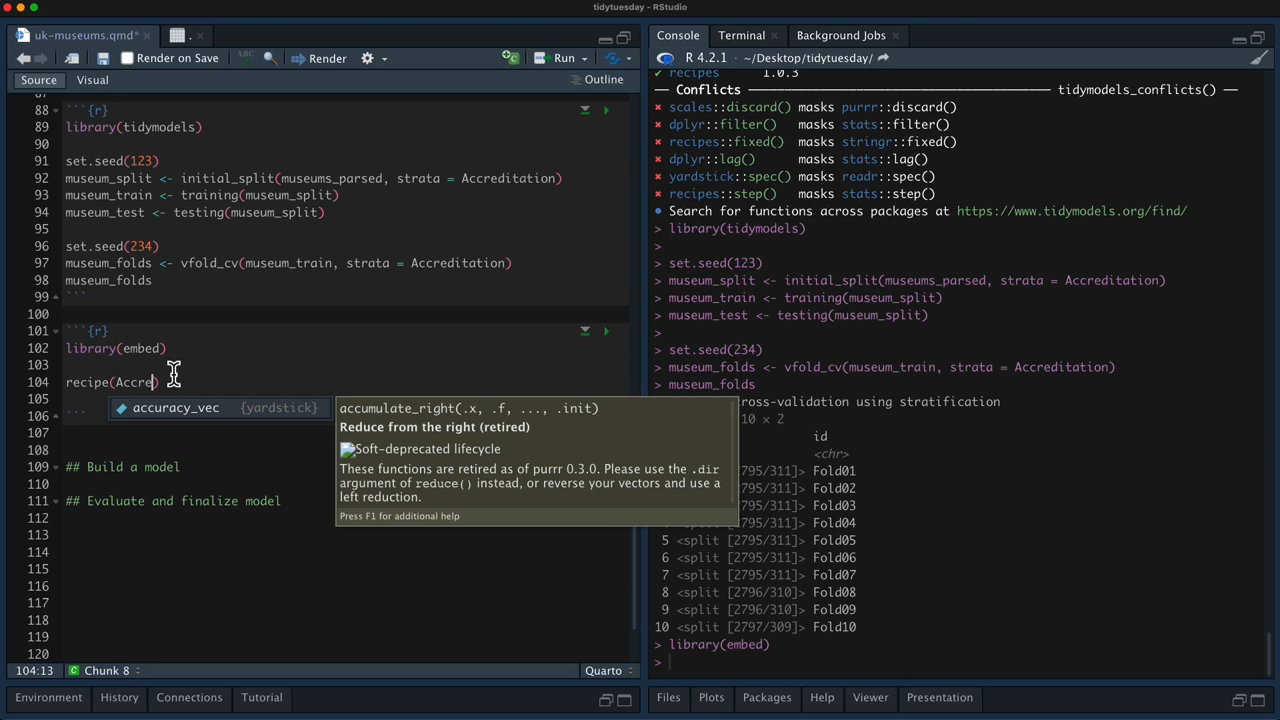 tidytuesday - RStudio
uk-museums.qmd*
.
Render on Save
ABC
Render
Run
Source
Visual
Outline
87
88 ```{r}
89 library(tidymodels)
90
91 set.seed(123)
92 museum_split <- initial_split(museums_parsed, strata = Accreditation)
93 museum_train <- training(museum_split)
94 museum_test <- testing(museum_split)
95
96 set.seed(234)
97 museum_folds <- vfold_cv(museum_train, strata = Accreditation)
98 museum_folds
99 ```
100
101 ```{r}
102 library(embed)
103
104 recipe(Accre)
105
106 ```
107
108
109 ## Build a model
110
111 ## Evaluate and finalize model
112
113
114
115
116
117
118
119
120
accuracy_vec {yardstick}
accumulate_right(.x, .f, ..., .init)
Reduce from the right (retired)
Soft-deprecated lifecycle
These functions are retired as of purrr 0.3.0. Please use the .dir
argument of reduce() instead, or reverse your vectors and use a
left reduction.
Press F1 for additional help
104:13
Chunk 8
Quarto
Environment
History
Connections
Tutorial
Console
Terminal
Background Jobs
R 4.2.1 · ~/Desktop/tidytuesday/
✔ recipes 1.0.3
── Conflicts ──────────────── tidymodels_conflicts() ──
✖ scales::discard() masks purrr::discard()
✖ dplyr::filter() masks stats::filter()
✖ recipes::fixed() masks stringr::fixed()
✖ dplyr::lag() masks stats::lag()
✖ yardstick::spec() masks readr::spec()
✖ recipes::step() masks stats::step()
• Search for functions across packages at https://www.tidymodels.org/find/
> library(tidymodels)
>
> set.seed(123)
> museum_split <- initial_split(museums_parsed, strata = Accreditation)
> museum_train <- training(museum_split)
> museum_test <- testing(museum_split)
>
> set.seed(234)
> museum_folds <- vfold_cv(museum_train, strata = Accreditation)
> museum_folds
cross-validation using stratification
10 × 2
id
<chr>
[2795/311]> Fold01
[2795/311]> Fold02
[2795/311]> Fold03
[2795/311]> Fold04
5 <split [2795/311]> Fold05
6 <split [2795/310]> Fold06
7 <split [2795/311]> Fold07
8 <split [2796/310]> Fold08
9 <split [2796/310]> Fold09
10 <split [2797/309]> Fold10
> library(embed)
>
Files
Plots
Packages
Help
Viewer
Presentation